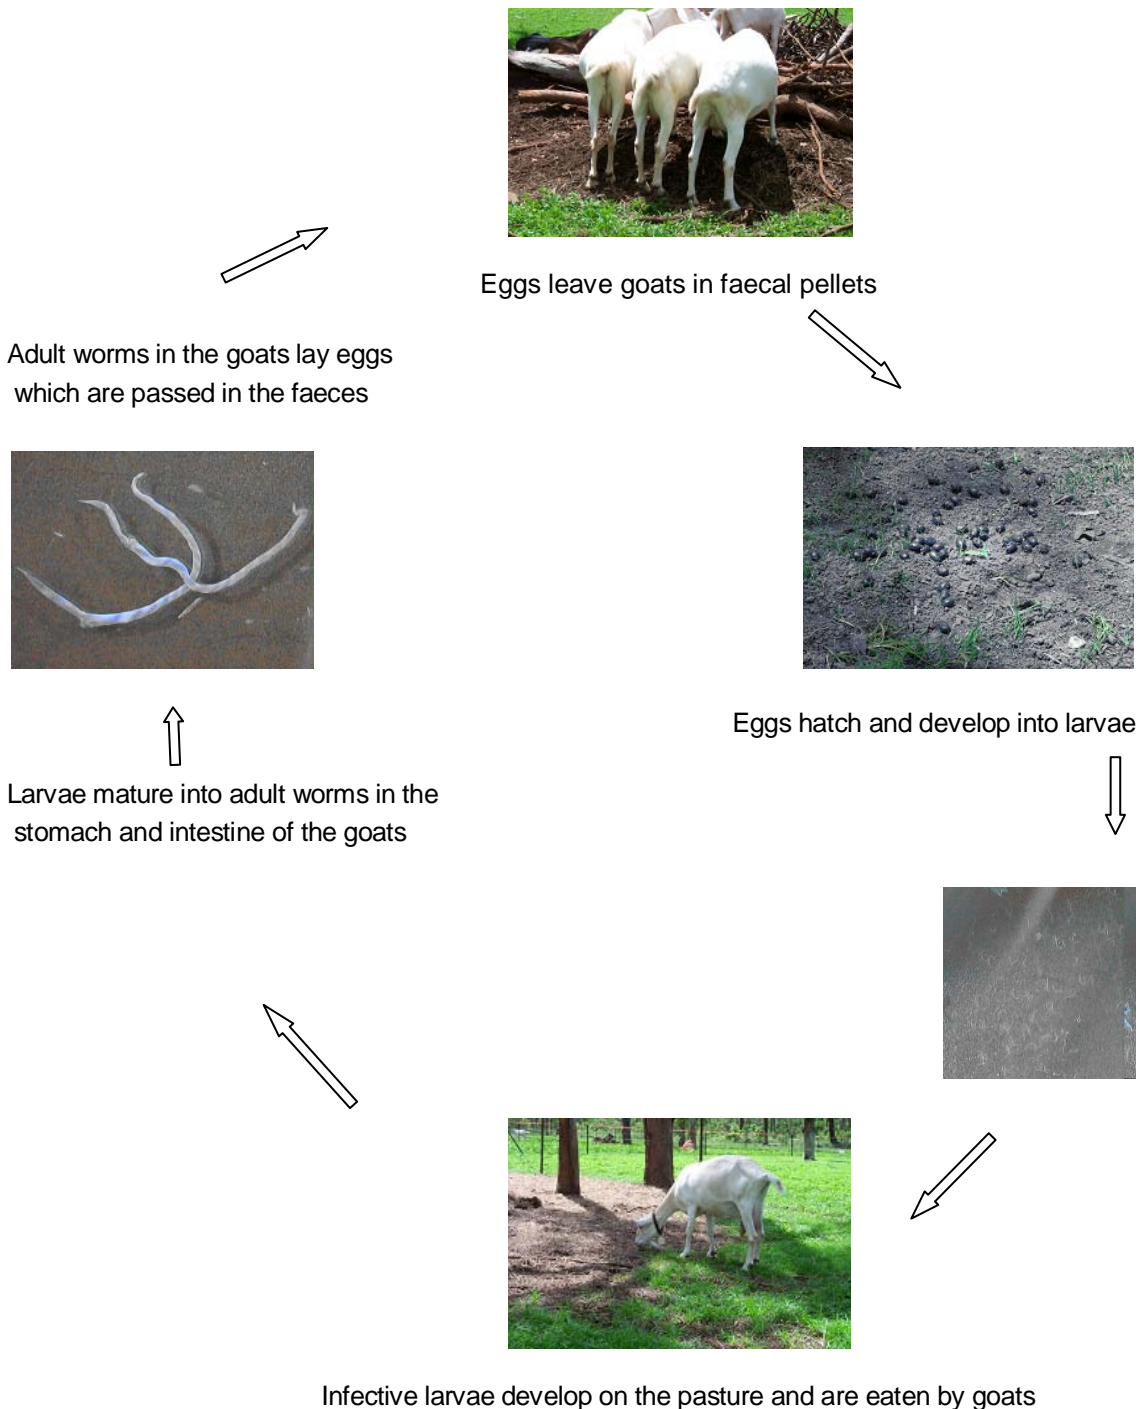 Eggs leave goats in faecal pellets
Adult worms in the goats lay eggs
which are passed in the faeces
Eggs hatch and develop into larvae
Larvae mature into adult worms in the
stomach and intestine of the goats
Infective larvae develop on the pasture and are eaten by goats